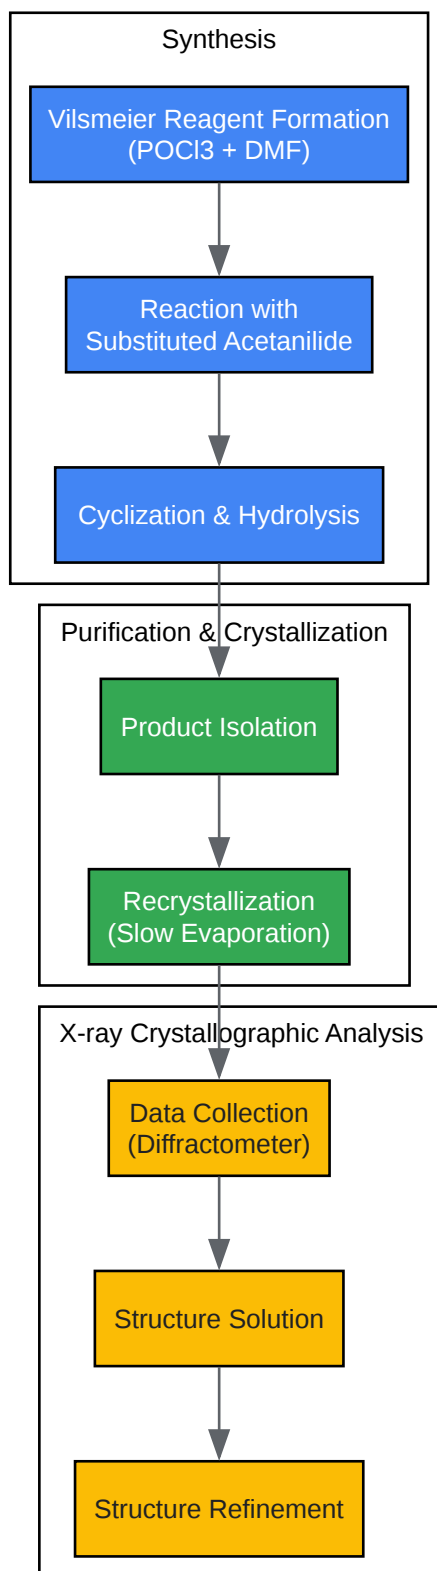 Synthesis
Vilsmeier Reagent Formation
(POCl3 + DMF)
Reaction with
Substituted Acetanilide
Cyclization & Hydrolysis
Purification & Crystallization
Product Isolation
Recrystallization
(Slow Evaporation)
X-ray Crystallographic Analysis
Data Collection
(Diffractometer)
Structure Solution
Structure Refinement